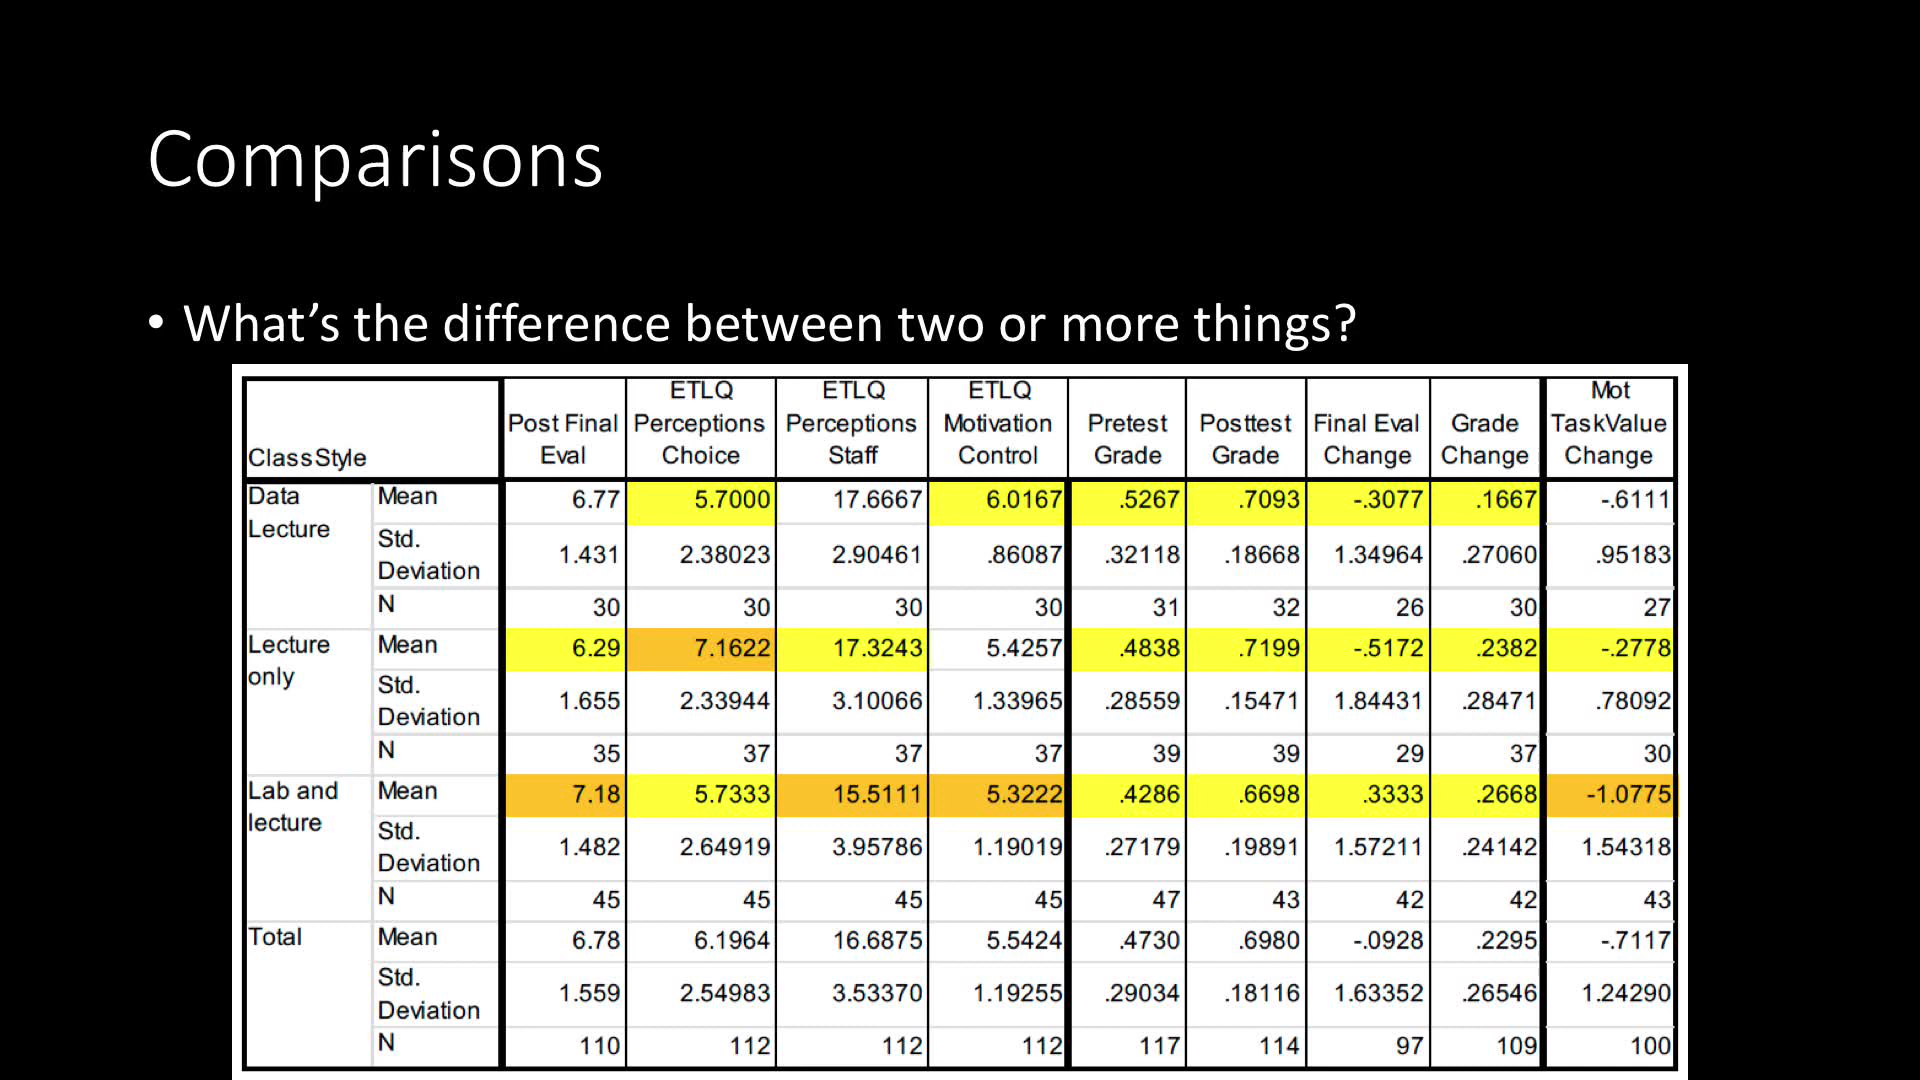 Comparisons
• What’s the difference between two or more things?
ClassStyle Post Final Eval ETLQ Perceptions Choice ETLQ Perceptions Staff ETLQ Motivation Control Pretest Grade Posttest Grade Final Eval Change Grade Change Mot TaskValue Change
Data Lecture Mean 6.77 5.7000 17.6667 6.0167 .5267 .7093 -.3077 .1667 -.6111
Std. Deviation 1.431 2.38023 2.90461 .86087 .32118 .18668 1.34964 .27060 .95183
N 30 30 30 30 31 32 26 30 27
Lecture only Mean 6.29 7.1622 17.3243 5.4257 .4838 .7199 -.5172 .2382 -.2778
Std. Deviation 1.655 2.33944 3.10066 1.33965 .28559 .15471 1.84431 .28471 .78092
N 35 37 37 37 39 39 29 37 30
Lab and lecture Mean 7.18 5.7333 15.5111 5.3222 .4286 .6698 .3333 .2668 -1.0775
Std. Deviation 1.482 2.64919 3.95786 1.19019 .27179 .19891 1.57211 .24142 1.54318
N 45 45 45 45 47 43 42 42 43
Total Mean 6.78 6.1964 16.6875 5.5424 .4730 .6980 -.0928 .2295 -.7117
Std. Deviation 1.559 2.54983 3.53370 1.19255 .29034 .18116 1.63352 .26546 1.24290
N 110 112 112 112 117 114 97 109 100